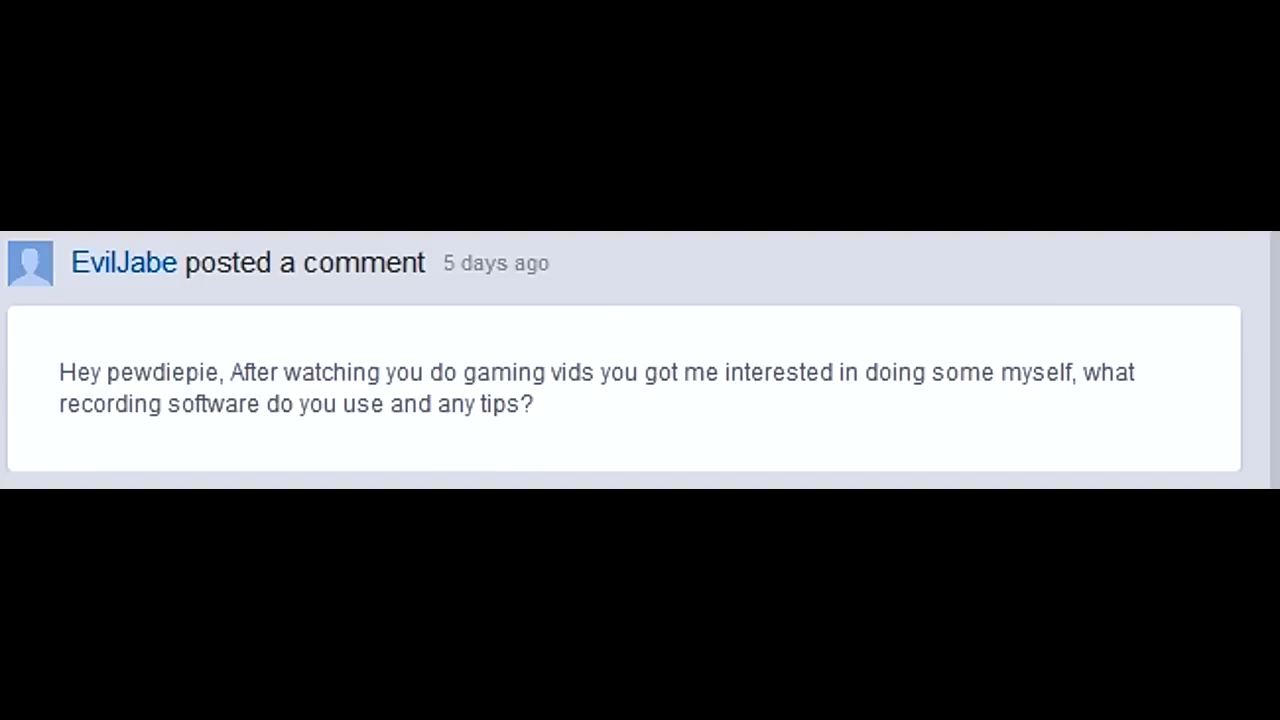 EvilJabe posted a comment 5 days ago
Hey pewdiepie, After watching you do gaming vids you got me interested in doing some myself, what
recording software do you use and any tips?